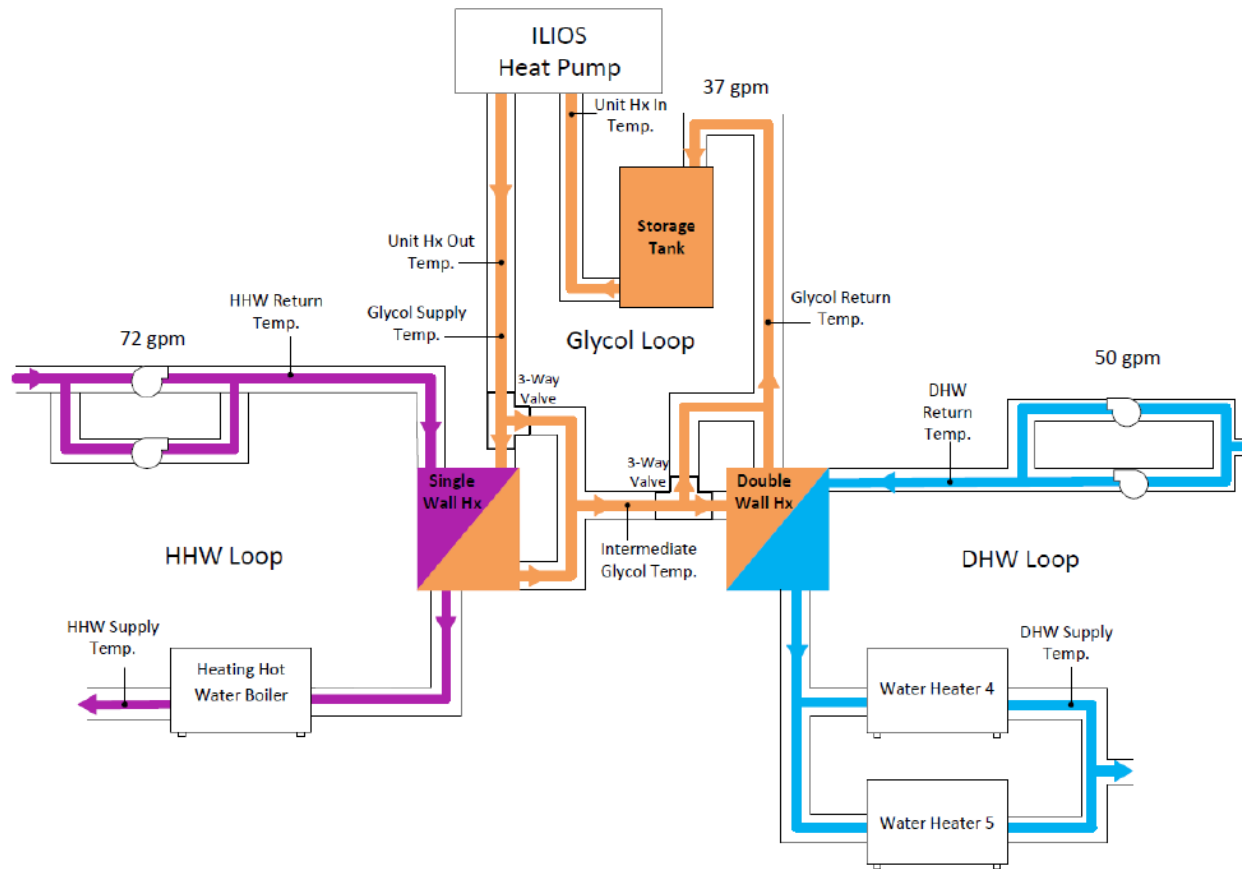 ILIOS
Heat Pump
37 gpm
Unit Hx In
Temp.
Storage
Tank
Unit Hx Out
Temp.
HHW Return
Temp.
Glycol Supply
Temp.
Glycol Return
Temp.
72 gpm
Glycol Loop
50 gpm
3-Way
Valve
DHW
Return
Temp.
3-Way
Valve
Single
Wall Hx
Double
Wall Hx
HHW Loop
Intermediate
Glycol Temp.
DHW Loop
HHW Supply
Temp.
Heating Hot
Water Boiler
DHW Supply
Temp.
Water Heater 4
Water Heater 5